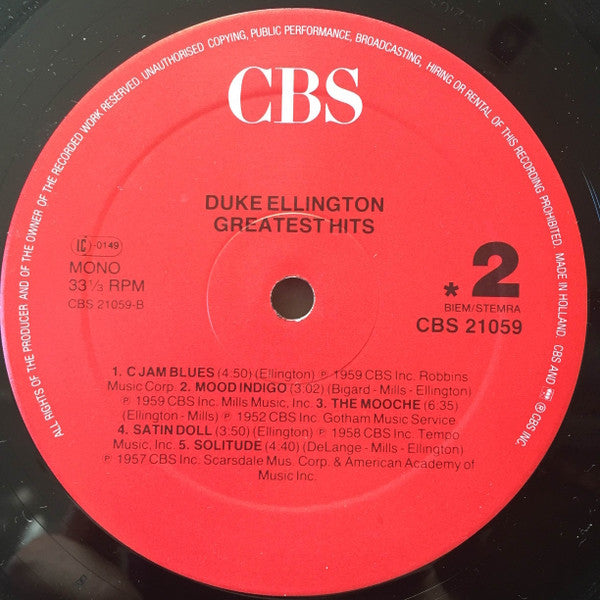 ALL RIGHTS OF THE PRODUCER AND OF THE OWNER OF THE RECORDED WORK RESERVED. UNAUTHORISED COPYING, PUBLIC PERFORMANCE, BROADCASTING, HIRING OR RENTAL OF THIS RECORDING PROHIBITED. MADE IN HOLLAND. CBS AND ® © CBS INC.
CBS
DUKE ELLINGTON
GREATEST HITS
IC -0149
MONO
33 1/3 RPM
CBS 21059-B
* 2
BIEM/STEMRA
CBS 21059
1. C JAM BLUES (4:50) (Ellington) ℗ 1959 CBS Inc. Robbins
Music Corp. 2. MOOD INDIGO (3:02) (Bigard - Mills - Ellington)
℗ 1959 CBS Inc. Mills Music, Inc. 3. THE MOOCHE (6:35)
(Ellington - Mills) ℗ 1952 CBS Inc. Gotham Music Service
4. SATIN DOLL (3:50) (Ellington) ℗ 1958 CBS Inc. Tempo
Music, Inc. 5. SOLITUDE (4:40) (DeLange - Mills - Ellington)
℗ 1957 CBS Inc. Scarsdale Mus. Corp. & American Academy of
Music Inc.